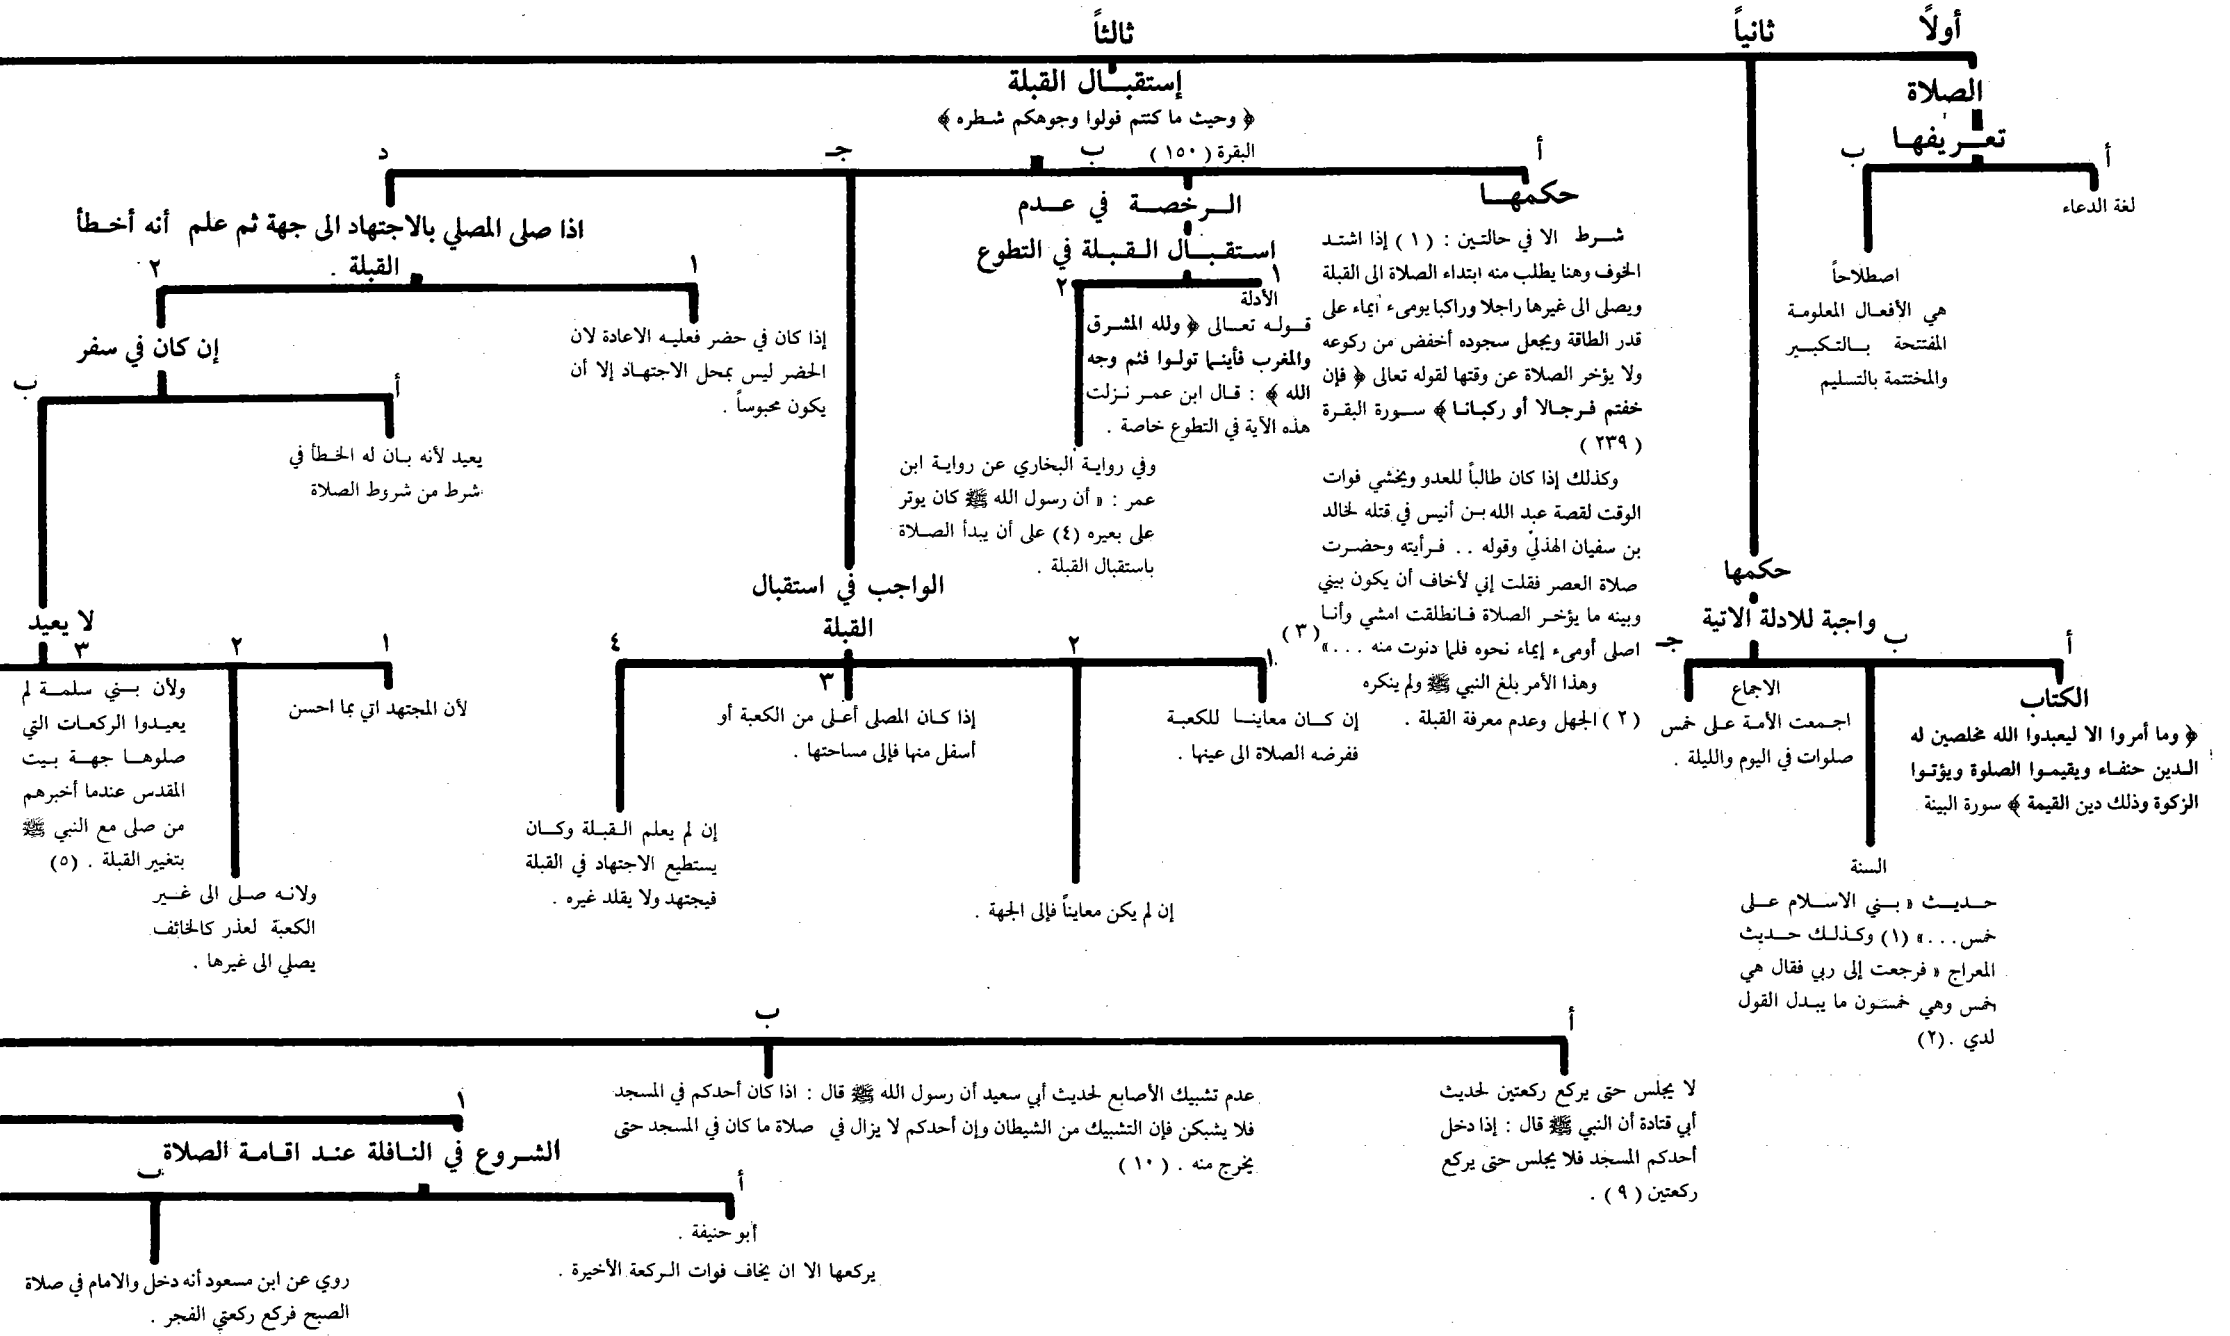 أولاً
الصلاة
تعـريفهـا
أ
لغة الدعاء
ب
اصطلاحاً
هي الأفعال المعلومة
المفتتحة بالتكبير
والمختتمة بالتسليم
ثانياً
حكمها
واجبة للادلة الاتية
أ
الكتاب
﴿ وما أمروا الا ليعبدوا الله مخلصين له
الدين حنفاء ويقيموا الصلوة ويؤتوا
الزكوة وذلك دين القيمة ﴾ سورة البينة
ب
السنة
حديث « بني الاسلام على
خمس...» (١) وكذلك حديث
المعراج « فرجعت إلى ربي فقال هي
خمس وهي خمسون ما يبدل القول
لدي . (٢)
جـ
الاجماع
اجمعت الأمة على خمس
صلوات في اليوم والليلة .
ثالثاً
إستقبال القبلة
﴿ وحيث ما كنتم فولوا وجوهكم شطره ﴾
البقرة ( ١٥٠ )
أ
حكمها
شرط الا في حالتين : ( ١ ) إذا اشتد
الخوف وهنا يطلب منه ابتداء الصلاة الى القبلة
ويصلى الى غيرها راجلا وراكبا يومىء ايماء على
قدر الطاقة ويجعل سجوده أخفض من ركوعه
ولا يؤخر الصلاة عن وقتها لقوله تعالى ﴿ فإن
خفتم فرجالا أو ركبانا ﴾ سورة البقرة
( ٢٣٩ )
وكذلك إذا كان طالباً للعدو ويخشي فوات
الوقت لقصة عبد الله بن أنيس في قتله لخالد
بن سفيان الهذلي وقوله .. فرأيته وحضرت
صلاة العصر فقلت إني لأخاف أن يكون بيني
وبينه ما يؤخر الصلاة فانطلقت امشي وأنا
اصلى أومىء إيماء نحوه فلما دنوت منه ...» ( ٣ )
وهذا الأمر بلغ النبي ﷺ ولم ينكره
( ٢ ) الجهل وعدم معرفة القبلة .
ب
الرخصة في عدم
استقبال القبلة في التطوع
١
الأدلة
قوله تعالى ﴿ ولله المشرق
والمغرب فأينما تولوا فثم وجه
الله ﴾ : قال ابن عمر نزلت
هذه الآية في التطوع خاصة .
٢
وفي رواية البخاري عن رواية ابن
عمر : « أن رسول الله ﷺ كان يوتر
على بعيره (٤) على أن يبدأ الصلاة
باستقبال القبلة .
جـ
الواجب في استقبال
القبلة
١
إن كان معاينا للكعبة
ففرضه الصلاة الى عينها .
٢
إن لم يكن معايناً فإلى الجهة .
٣
إذا كان المصلى أعلى من الكعبة أو
أسفل منها فإلى مساحتها .
٤
إن لم يعلم القبلة وكان
يستطيع الاجتهاد في القبلة
فيجتهد ولا يقلد غيره .
د
اذا صلى المصلي بالاجتهاد الى جهة ثم علم أنه أخطأ
القبلة .
١
إذا كان في حضر فعليه الاعادة لان
الحضر ليس بمحل الاجتهاد إلا أن
يكون محبوساً .
٢
إن كان في سفر
أ
يعيد لأنه بان له الخطأ في
شرط من شروط الصلاة
ب
لا يعيد
١
لأن المجتهد اتي بما احسن
٢
ولانه صلى الى غير
الكعبة لعذر كالخائف
يصلي الى غيرها .
٣
ولأن بني سلمة لم
يعيدوا الركعات التي
صلوها جهة بيت
المقدس عندما أخبرهم
من صلى مع النبي ﷺ
بتغيير القبلة . (٥)
أ
لا يجلس حتى يركع ركعتين لحديث
أبي قتادة أن النبي ﷺ قال : إذا دخل
أحدكم المسجد فلا يجلس حتى يركع
ركعتين ( ٩ ) .
ب
عدم تشبيك الأصابع لحديث أبي سعيد أن رسول الله ﷺ قال : اذا كان أحدكم في المسجد
فلا يشبكن فإن التشبيك من الشيطان وإن أحدكم لا يزال في صلاة ما كان في المسجد حتى
يخرج منه . ( ١٠ )
١
الشروع في النافلة عند اقامة الصلاة
أ
أبو حنيفة .
يركعها الا ان يخاف فوات الركعة الأخيرة .
ب
روي عن ابن مسعود أنه دخل والامام في صلاة
الصبح فركع ركعتي الفجر .